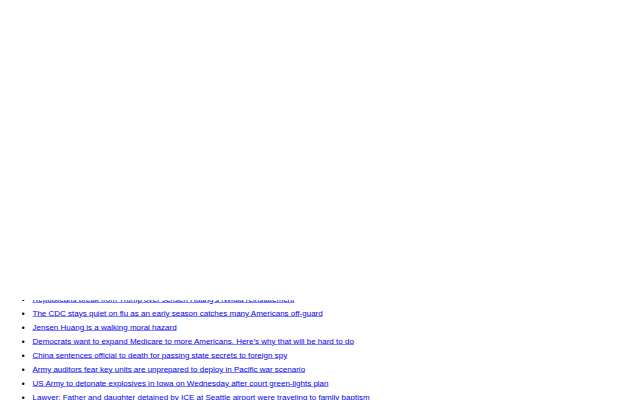 The CDC stays quiet on flu as an early season catches many Americans off-guard
Jensen Huang is a walking moral hazard
Democrats want to expand Medicare to more Americans. Here's why that will be hard to do
China sentences official to death for passing state secrets to foreign spy
Army auditors fear key units are unprepared to deploy in Pacific war scenario
US Army to detonate explosives in Iowa on Wednesday after court green-lights plan
Lawyer: Father and daughter detained by ICE at Seattle airport were traveling to family baptism